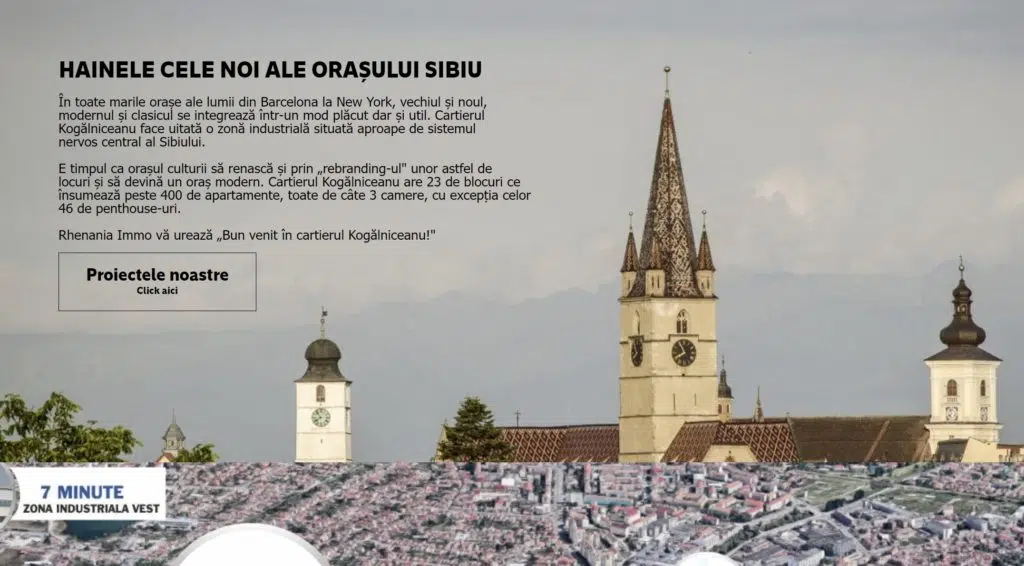 HAINELE CELE NOI ALE ORAȘULUI SIBIU
În toate marile orașe ale lumii din Barcelona la New York, vechiul și noul,
modernul și clasicul se integrează într-un mod plăcut dar și util. Cartierul
Kogălniceanu face uitată o zonă industrială situată aproape de sistemul
nervos central al Sibiului.
E timpul ca orașul culturii să renască și prin „rebranding-ul" unor astfel de
locuri și să devină un oraș modern. Cartierul Kogălniceanu are 23 de blocuri ce
însumează peste 400 de apartamente, toate de câte 3 camere, cu excepția celor
46 de penthouse-uri.
Rhenania Immo vă urează „Bun venit în cartierul Kogălniceanu!"
Proiectele noastre
Click aici
7 MINUTE
ZONA INDUSTRIALA VEST